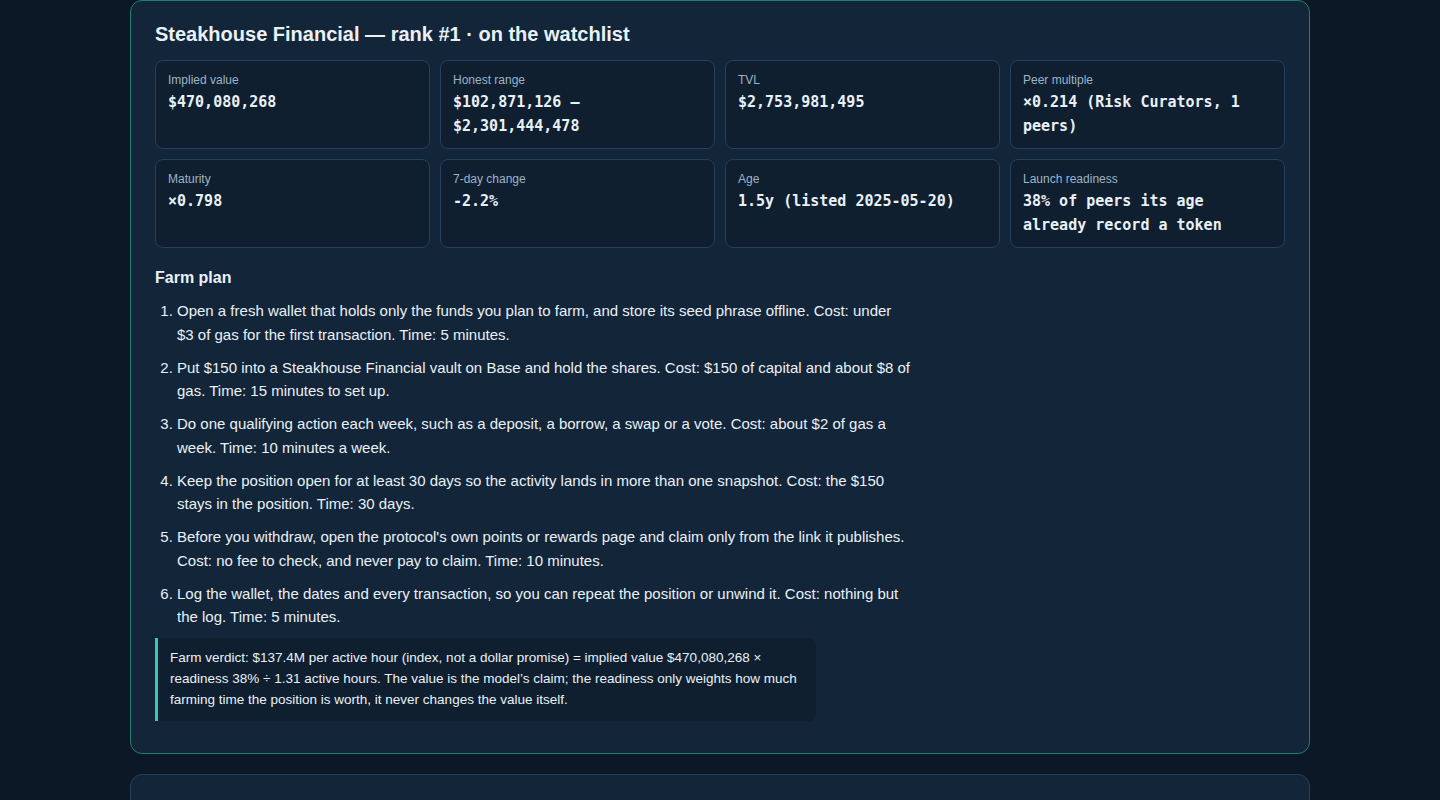 Steakhouse Financial — rank #1 · on the watchlist
Implied value
$470,080,268
Honest range
$102,871,126 –
$2,301,444,478
TVL
$2,753,981,495
Peer multiple
×0.214 (Risk Curators, 1
peers)
Maturity
×0.798
7-day change
-2.2%
Age
1.5y (listed 2025-05-20)
Launch readiness
38% of peers its age
already record a token
Farm plan
1. Open a fresh wallet that holds only the funds you plan to farm, and store its seed phrase offline. Cost: under
$3 of gas for the first transaction. Time: 5 minutes.
2. Put $150 into a Steakhouse Financial vault on Base and hold the shares. Cost: $150 of capital and about $8 of
gas. Time: 15 minutes to set up.
3. Do one qualifying action each week, such as a deposit, a borrow, a swap or a vote. Cost: about $2 of gas a
week. Time: 10 minutes a week.
4. Keep the position open for at least 30 days so the activity lands in more than one snapshot. Cost: the $150
stays in the position. Time: 30 days.
5. Before you withdraw, open the protocol's own points or rewards page and claim only from the link it publishes.
Cost: no fee to check, and never pay to claim. Time: 10 minutes.
6. Log the wallet, the dates and every transaction, so you can repeat the position or unwind it. Cost: nothing but
the log. Time: 5 minutes.
Farm verdict: $137.4M per active hour (index, not a dollar promise) = implied value $470,080,268 ×
readiness 38% ÷ 1.31 active hours. The value is the model’s claim; the readiness only weights how much
farming time the position is worth, it never changes the value itself.